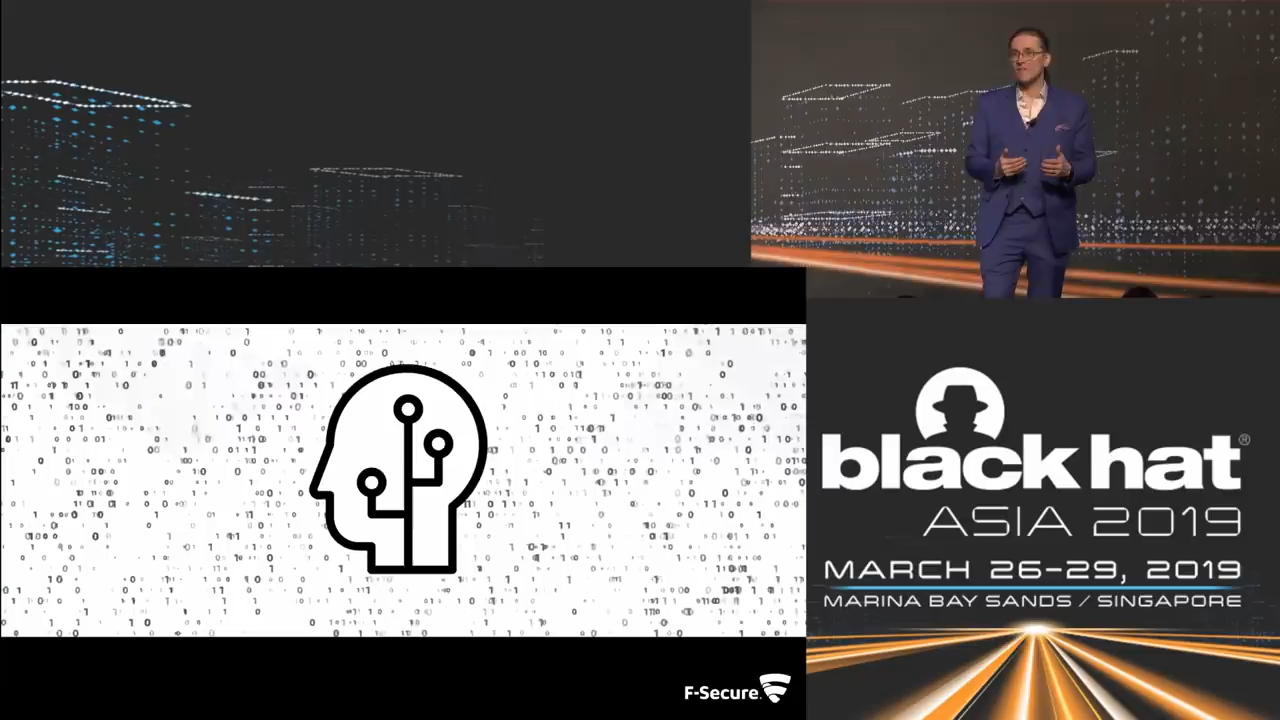 F-Secure.
black hat®
ASIA 2019
MARCH 26-29, 2019
MARINA BAY SANDS / SINGAPORE